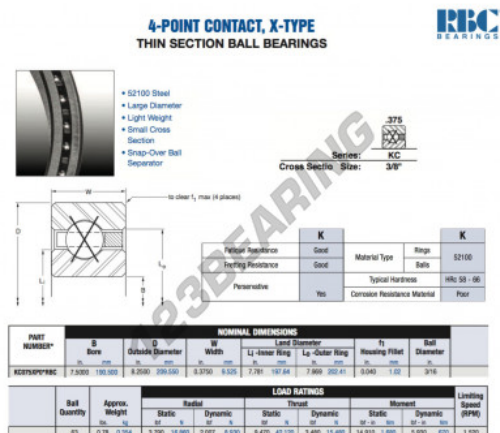 4-POINT CONTACT, X-TYPE
THIN SECTION BALL BEARINGS
RBC
BEARINGS
• 52100 Steel
• Large Diameter
• Light Weight
• Small Cross
Section
• Snap-Over Ball
Separator
.375
Series: KC
Cross Sectio Size: 3/8"
W
to clear f1 max (4 places)
D
B
K K
Fatigue Resistance Good Material Type Rings 52100
Fretting Resistance Good Balls
Perservative Yes Typical Hardness HRc 58 - 66
Corrosion Resistance Material Poor
123BEARING
NOMINAL DIMENSIONS
PART NUMBER* B Bore D Outside Diameter W Width Land Diameter f1 Housing Fillet Ball Diameter
Li -Inner Ring Lo -Outer Ring
in. mm in. mm in. mm in. mm in. mm in. mm in.
KC075XP0*RBC 7.5000 190.500 8.2500 209.550 0.3750 9.525 7.791 197.64 7.969 202.41 0.040 1.02 3/16
LOAD RATINGS
Ball Quantity Approx. Weight Radial Thrust Moment Limiting Speed (RPM)
Static Dynamic Static Dynamic Static Dynamic